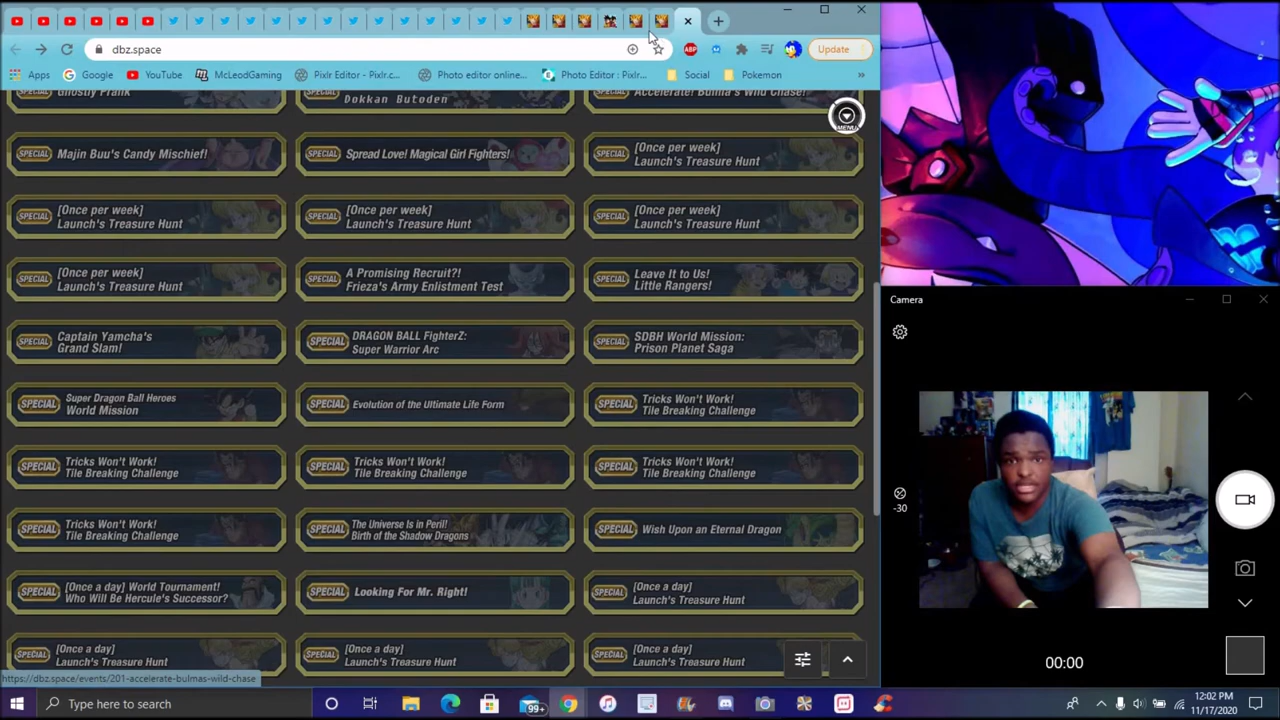 dbz.space
Update
Apps
Google
YouTube
McLeodGaming
Pixlr Editor - Pixlr.c...
Photo editor online...
Photo Editor : Pixlr...
Social
Pokemon
»
Ghostly Prank
Dokkan Butoden
Accelerate! Bulma's Wild Chase!
MENU
SPECIAL
Majin Buu's Candy Mischief!
SPECIAL
Spread Love! Magical Girl Fighters!
SPECIAL
[Once per week]
Launch's Treasure Hunt
SPECIAL
[Once per week]
Launch's Treasure Hunt
SPECIAL
[Once per week]
Launch's Treasure Hunt
SPECIAL
[Once per week]
Launch's Treasure Hunt
SPECIAL
[Once per week]
Launch's Treasure Hunt
SPECIAL
A Promising Recruit?!
Frieza's Army Enlistment Test
SPECIAL
Leave It to Us!
Little Rangers!
SPECIAL
Captain Yamcha's
Grand Slam!
SPECIAL
DRAGON BALL FighterZ:
Super Warrior Arc
SPECIAL
SDBH World Mission:
Prison Planet Saga
SPECIAL
Super Dragon Ball Heroes
World Mission
SPECIAL
Evolution of the Ultimate Life Form
SPECIAL
Tricks Won't Work!
Tile Breaking Challenge
SPECIAL
Tricks Won't Work!
Tile Breaking Challenge
SPECIAL
Tricks Won't Work!
Tile Breaking Challenge
SPECIAL
Tricks Won't Work!
Tile Breaking Challenge
SPECIAL
Tricks Won't Work!
Tile Breaking Challenge
SPECIAL
The Universe Is in Peril!
Birth of the Shadow Dragons
SPECIAL
Wish Upon an Eternal Dragon
SPECIAL
[Once a day] World Tournament!
Who Will Be Hercule's Successor?
SPECIAL
Looking For Mr. Right!
SPECIAL
[Once a day]
Launch's Treasure Hunt
SPECIAL
[Once a day]
Launch's Treasure Hunt
SPECIAL
[Once a day]
Launch's Treasure Hunt
SPECIAL
[Once a day]
Launch's Treasure Hunt
https://dbz.space/events/201-accelerate-bulmas-wild-chase
Camera
-30
00:00
Type here to search
99+
12:02 PM
11/17/2020